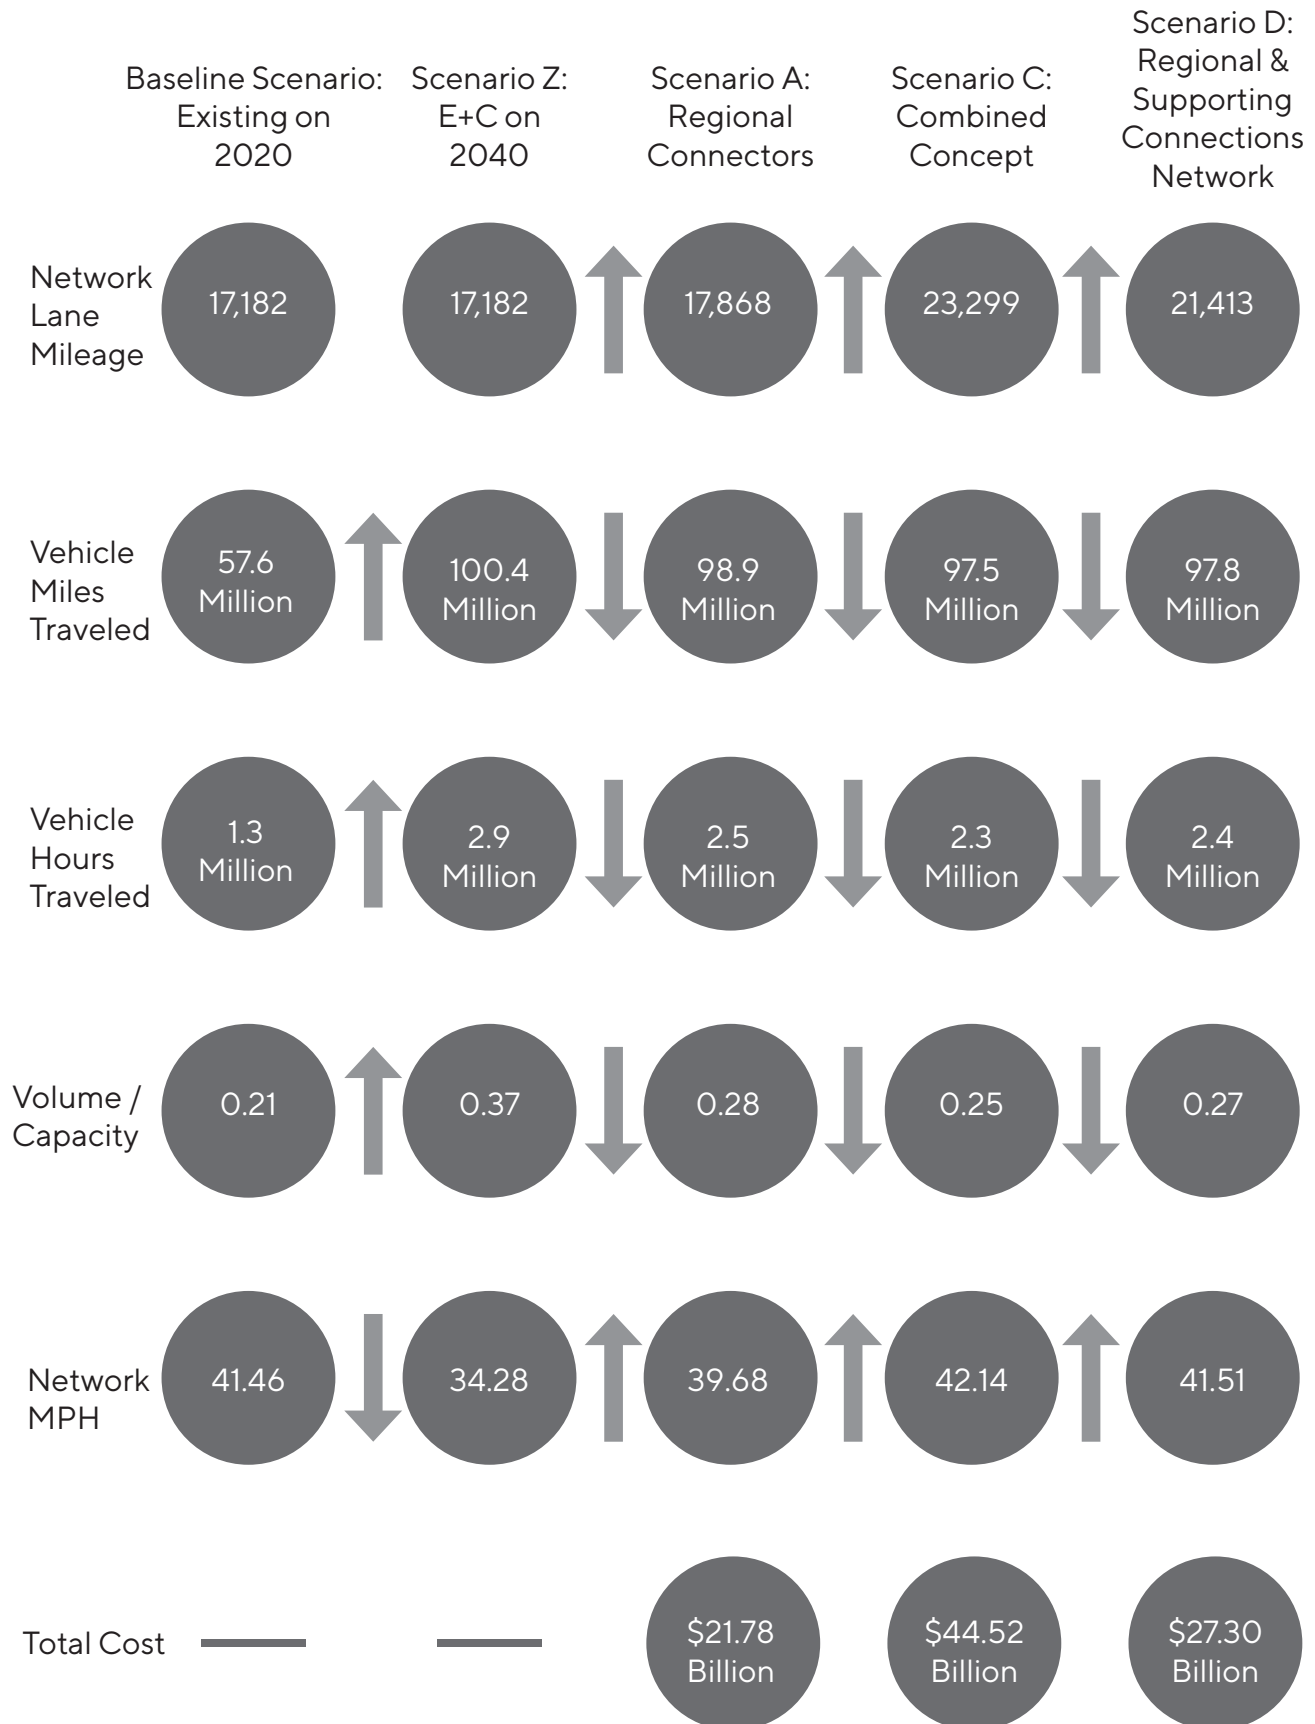 Baseline Scenario:
Existing on
2020
Scenario Z:
E+C on
2040
Scenario A:
Regional
Connectors
Scenario C:
Combined
Concept
Scenario D:
Regional &
Supporting
Connections
Network
Network
Lane
Mileage
17,182
17,182
17,868
23,299
21,413
Vehicle
Miles
Traveled
57.6
Million
100.4
Million
98.9
Million
97.5
Million
97.8
Million
Vehicle
Hours
Traveled
1.3
Million
2.9
Million
2.5
Million
2.3
Million
2.4
Million
Volume /
Capacity
0.21
0.37
0.28
0.25
0.27
Network
MPH
41.46
34.28
39.68
42.14
41.51
Total Cost
$21.78
Billion
$44.52
Billion
$27.30
Billion